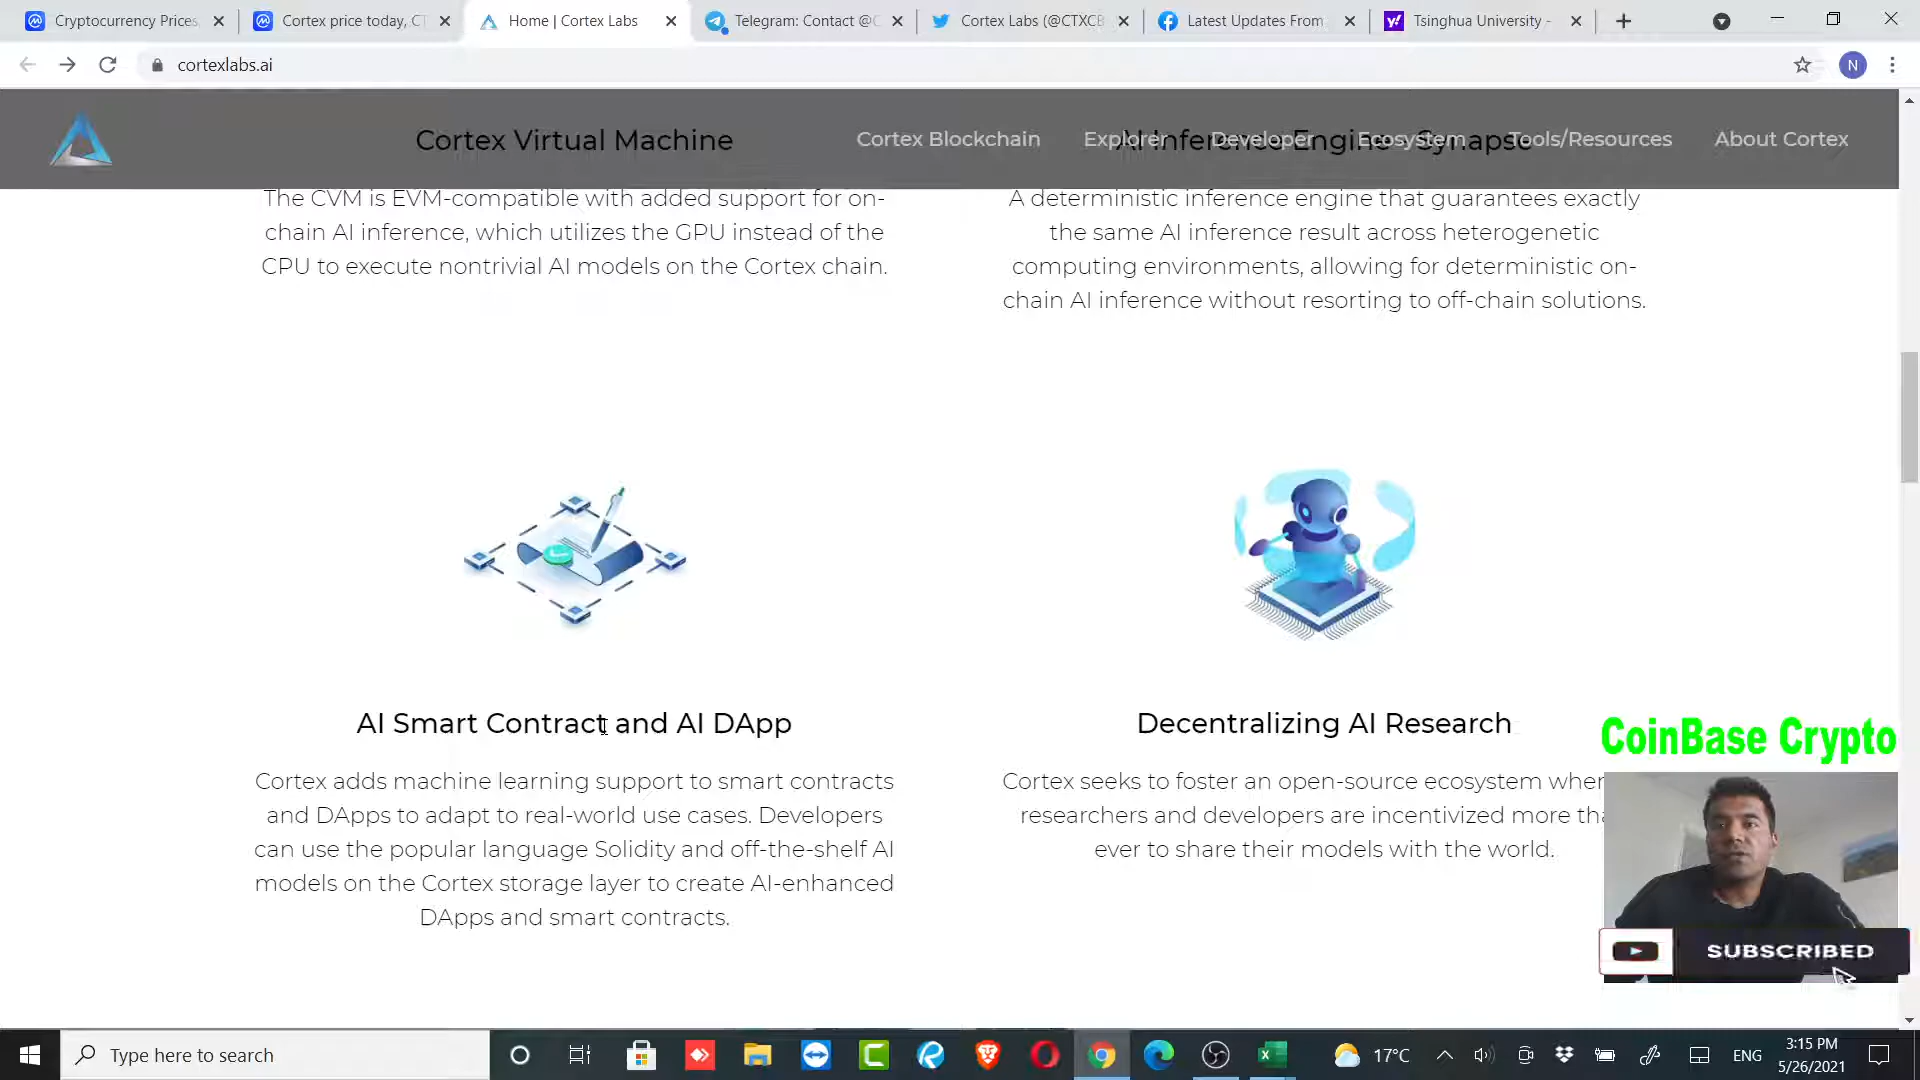 Cryptocurrency Prices,
Cortex price today, CT
Home | Cortex Labs
Telegram: Contact @C
Cortex Labs (@CTXCB
Latest Updates From
Tsinghua University -
cortexlabs.ai
N
Cortex Virtual Machine
AI Inference Engine - Synapse
Cortex Blockchain
Explorer
Developer
Ecosystem
Tools/Resources
About Cortex
The CVM is EVM-compatible with added support for on-
chain AI inference, which utilizes the GPU instead of the
CPU to execute nontrivial AI models on the Cortex chain.
A deterministic inference engine that guarantees exactly
the same AI inference result across heterogenetic
computing environments, allowing for deterministic on-
chain AI inference without resorting to off-chain solutions.
AI Smart Contract and AI DApp
Cortex adds machine learning support to smart contracts
and DApps to adapt to real-world use cases. Developers
can use the popular language Solidity and off-the-shelf AI
models on the Cortex storage layer to create AI-enhanced
DApps and smart contracts.
Decentralizing AI Research
Cortex seeks to foster an open-source ecosystem wher
researchers and developers are incentivized more tha
ever to share their models with the world.
CoinBase Crypto
SUBSCRIBED
Type here to search
17°C
ENG
3:15 PM
5/26/2021